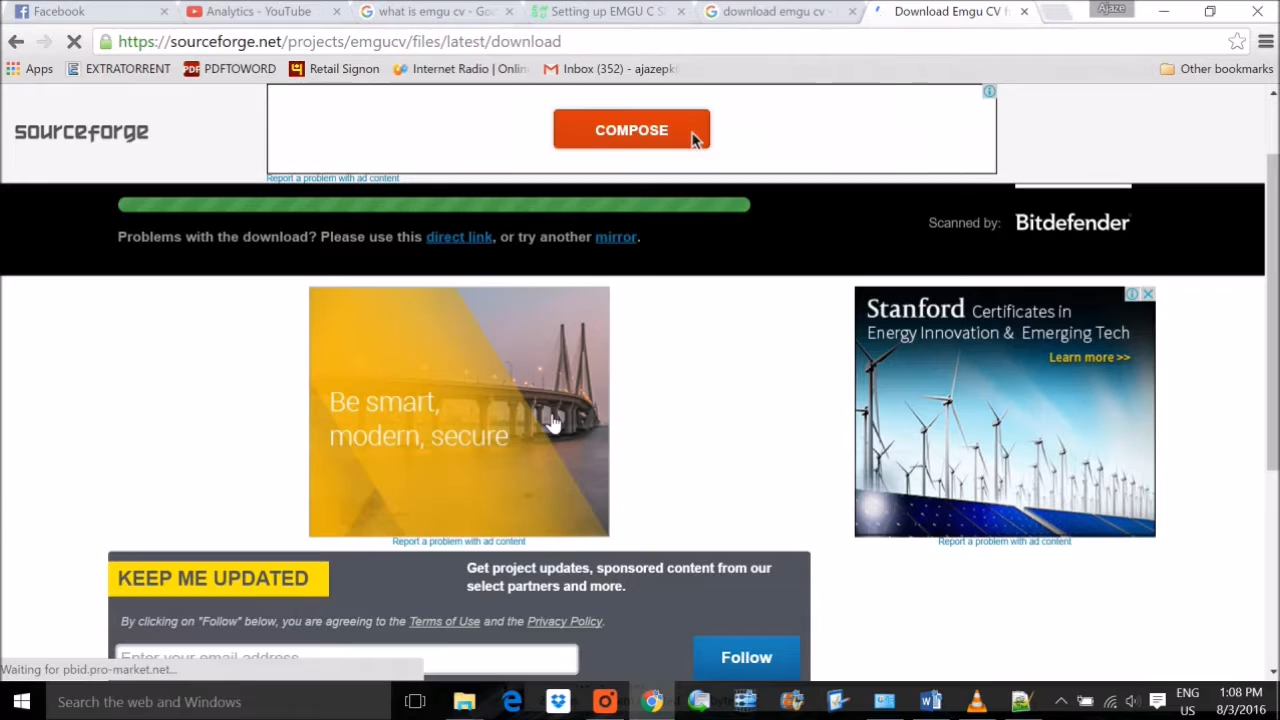 Facebook
Analytics - YouTube
what is emgu cv - Goo
Setting up EMGU C S
download emgu cv -
Download Emgu CV f
Ajaze
https://sourceforge.net/projects/emgucv/files/latest/download
Apps
EXTRATORRENT
PDFTOWORD
Retail Signon
Internet Radio | Onlin
Inbox (352) - ajazepk
Other bookmarks
sourceforge
COMPOSE
Report a problem with ad content
Problems with the download? Please use this direct link, or try another mirror.
Scanned by: Bitdefender
Be smart,
modern, secure
Stanford Certificates in
Energy Innovation & Emerging Tech
Learn more >>
Report a problem with ad content
Report a problem with ad content
KEEP ME UPDATED
Get project updates, sponsored content from our
select partners and more.
By clicking on "Follow" below, you are agreeing to the Terms of Use and the Privacy Policy.
Enter your email address
Follow
Waiting for pbid.pro-market.net...
Search the web and Windows
ENG
US
1:08 PM
8/3/2016